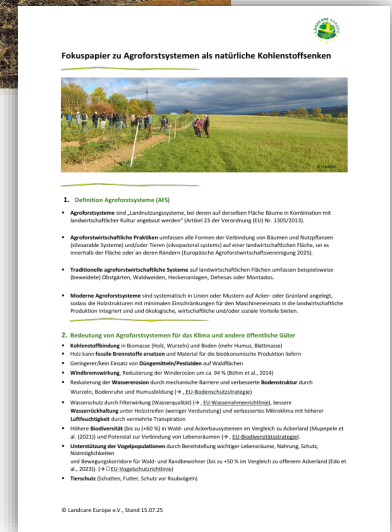 LANDCARE EUROPE
Fokuspapier zu Agroforstsystemen als natürliche Kohlenstoffsenken
1. Definition Agroforstsysteme (AFS)
• Agroforstsysteme sind „Landnutzungssysteme, bei denen auf derselben Fläche Bäume in Kombination mit
landwirtschaftlicher Kultur angebaut werden“ (Artikel 23 der Verordnung (EU) Nr. 1305/2013).
• Agroforstwirtschaftliche Praktiken umfassen alle Formen der Verbindung von Bäumen und Nutzpflanzen
(silvoarable Systeme) und/oder Tieren (silvopastoral systems) auf einer landwirtschaftlichen Fläche, sei es
innerhalb der Fläche oder an deren Rändern (Europäische Agroforstwirtschaftsvereinigung 2025).
• Traditionelle agroforstwirtschaftliche Systeme auf landwirtschaftlichen Flächen umfassen beispielsweise
(beweidete) Obstgärten, Waldweiden, Heckenanlagen, Dehesas oder Montados.
• Moderne Agroforstsysteme sind systematisch in Linien oder Mustern auf Acker- oder Grünland angelegt,
sodass die Holzstrukturen mit minimalen Einschränkungen für den Maschineneinsatz in die landwirtschaftliche
Produktion integriert sind und ökologische, wirtschaftliche und/oder soziale Vorteile bieten.
2. Bedeutung von Agroforstsystemen für das Klima und andere öffentliche Güter
• Kohlenstoffbindung in Biomasse (Holz, Wurzeln) und Boden (mehr Humus, Blattmasse)
• Holz kann fossile Brennstoffe ersetzen und Material für die bioökonomische Produktion liefern
• Geringerer/kein Einsatz von Düngemitteln/Pestiziden auf Waldflächen
• Windbromswirkung, Reduzierung der Winderosion um ca. 94 % (Böhm et al., 2014)
• Reduzierung der Wassererosion durch mechanische Barriere und verbesserte Bodenstruktur durch
Wurzeln, Bodenruhe und Humusbildung (→ , EU-Bodenschutzstrategie)
• Wasserschutz durch Filterwirkung (Wasserqualität) (→ , EU-Wasserrahmenrichtlinie), bessere
Wasserrückhaltung unter Holzstreifen (weniger Verdunstung) und verbessertes Mikroklima mit höherer
Luftfeuchtigkeit durch vermehrte Transpiration
• Höhere Biodiversität (bis zu (+60 %) in Wald- und Ackerbausystemen im Vergleich zu Ackerland (Mupepele et
al. (2021)) und Potenzial zur Verbindung von Lebensräumen (→ , EU-Biodiversitätsstrategie).
• Unterstützung der Vogelpopulationen durch Bereitstellung wichtiger Lebensräume, Nahrung, Schutz,
Nistmöglichkeiten
und Bewegungskorridore für Wald- und Randbewohner (bis zu +50 % im Vergleich zu offenem Ackerland (Edo et
al., 2023)). (→ □ EU-Vogelschutzrichtlinie)
• Tierschutz (Schatten, Futter, Schutz vor Raubvögeln)
© Landcare Europe e.V., Stand 15.07.25